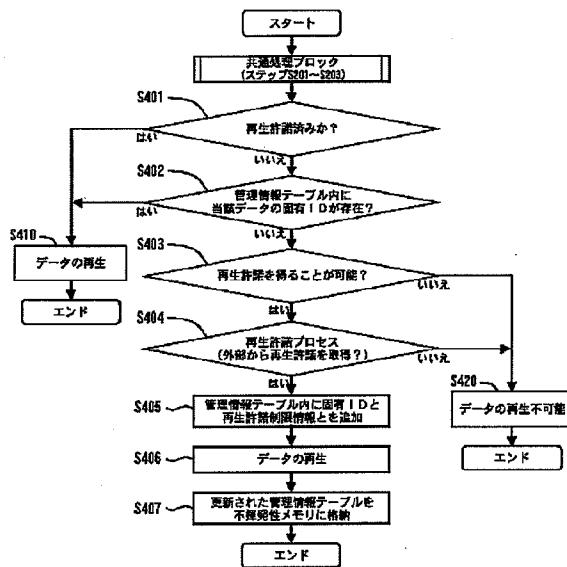 スタート
共通処理ブロック
(ステップS201～S203)
S401
再生許諾済みか？
はい
いいえ
S402
管理情報テーブル内に
当該データの固有IDが存在？
はい
いいえ
S410
データの再生
エンド
S403
再生許諾を得ることが可能？
いいえ
はい
S404
再生許諾プロセス
(外部から再生許諾を取得？)
いいえ
はい
S420
データの再生不可能
エンド
S405
管理情報テーブル内に固有IDと
再生許諾制限情報とを追加
S406
データの再生
S407
更新された管理情報テーブルを
不揮発性メモリに格納
エンド